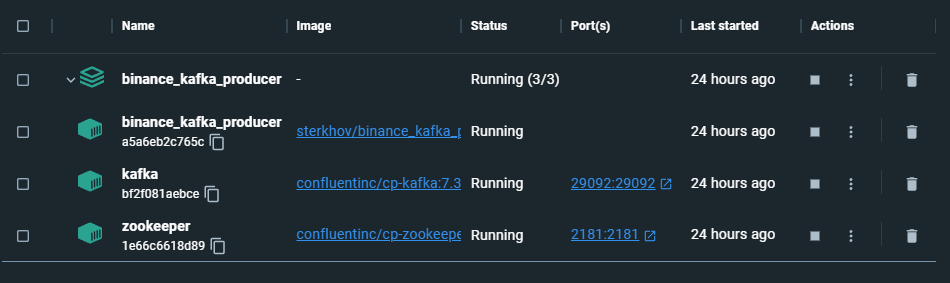 Name Image Status Port(s) Last started Actions
binance_kafka_producer - Running (3/3) 24 hours ago
binance_kafka_producer
a5a6eb2c765c sterkhov/binance_kafka_p Running 24 hours ago
kafka
bf2f081aebce confluentinc/cp-kafka:7.3 Running 29092:29092 24 hours ago
zookeeper
1e66c6618d89 confluentinc/cp-zookeepe Running 2181:2181 24 hours ago